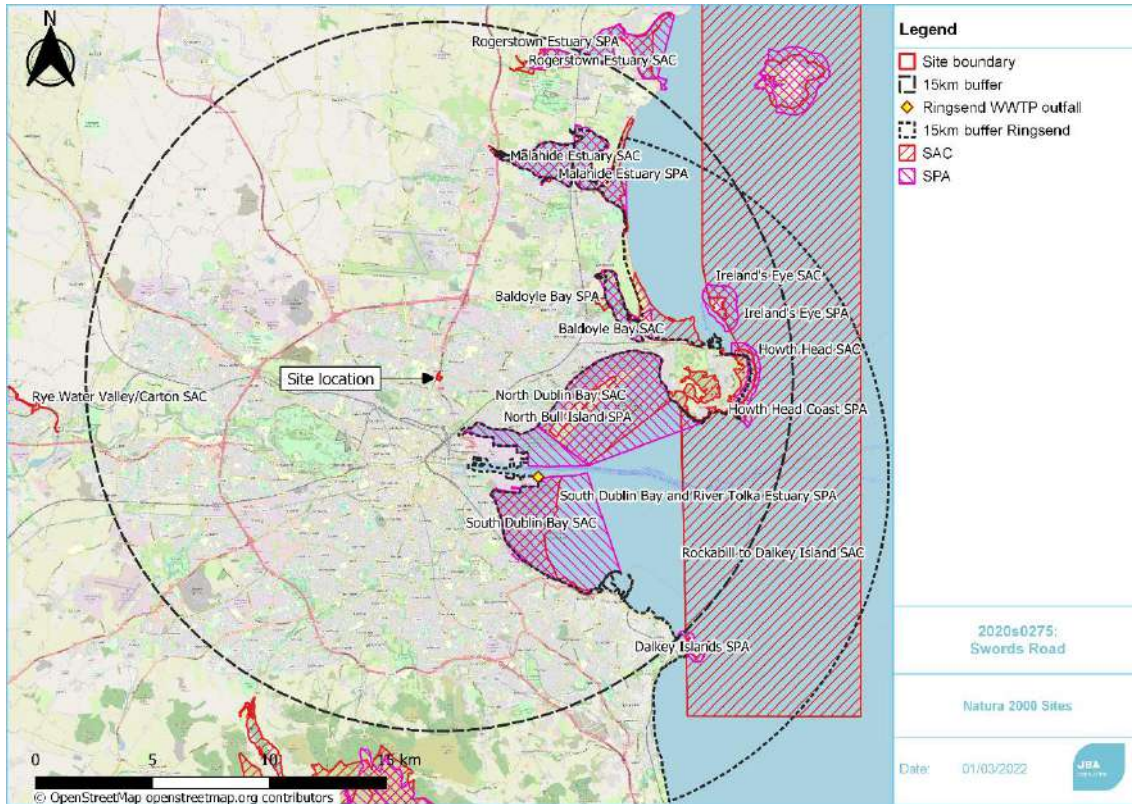 N
Rogerstown Estuary SPA
Rogerstown Estuary SAC
Malahide Estuary SAC
Malahide Estuary SPA
Ireland's Eye SAC
Baldoyle Bay SPA
Ireland's Eye SPA
Baldoyle Bay SAC
Howth Head SAC
Site location
Rye Water Valley/Carton SAC
North Dublin Bay SAC
North Bull Island SPA
Howth Head Coast SPA
South Dublin Bay and River Tolka Estuary SPA
South Dublin Bay SAC
Rockabill to Dalkey Island SAC
Dalkey Islands SPA
0 5 10 15 km
© OpenStreetMap openstreetmap.org contributors
Legend
Site boundary
15km buffer
Ringsend WWTP outfall
15km buffer Ringsend
SAC
SPA
2020s0275:
Swords Road
Natura 2000 Sites
Date: 01/03/2022
JBA